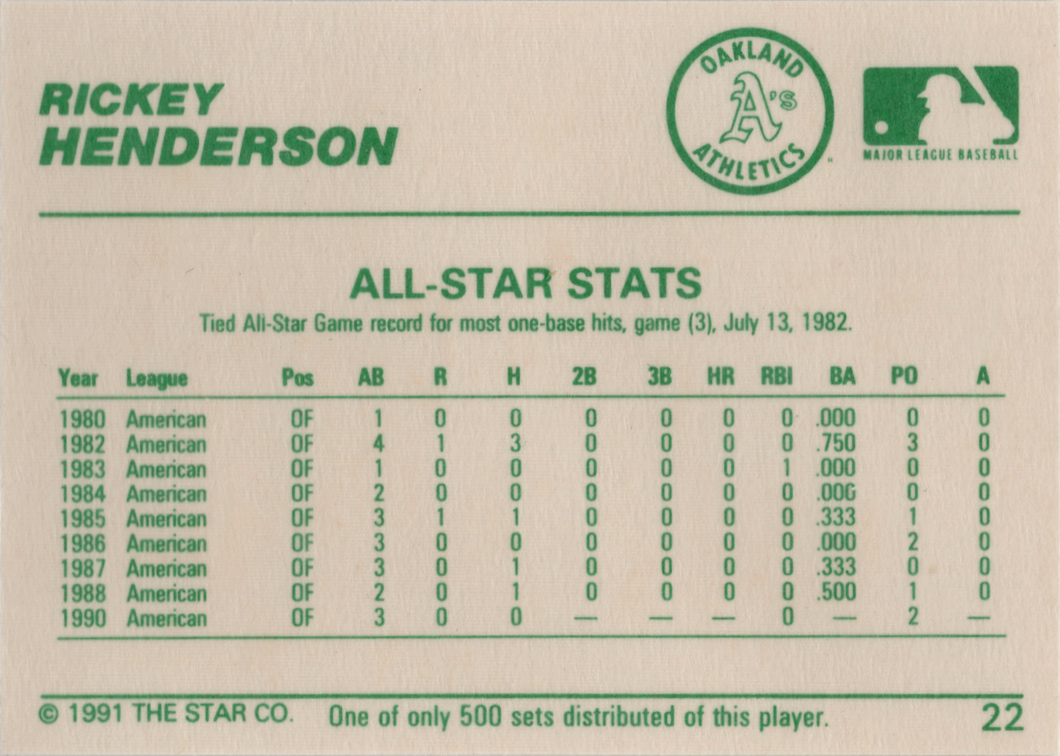 RICKEY
HENDERSON
OAKLAND
A's
ATHLETICS
MAJOR LEAGUE BASEBALL
ALL-STAR STATS
Tied All-Star Game record for most one-base hits, game (3), July 13, 1982.
Year League Pos AB R H 2B 3B HR RBI BA PO A
1980 American OF 1 0 0 0 0 0 0 .000 0 0
1982 American OF 4 1 3 0 0 0 0 .750 3 0
1983 American OF 1 0 0 0 0 0 1 .000 0 0
1984 American OF 2 0 0 0 0 0 0 .000 0 0
1985 American OF 3 1 1 0 0 0 0 .333 1 0
1986 American OF 3 0 0 0 0 0 0 .000 2 0
1987 American OF 3 0 1 0 0 0 0 .333 0 0
1988 American OF 2 0 1 0 0 0 0 .500 1 0
1990 American OF 3 0 0 — — — 0 — 2 —
© 1991 THE STAR CO. One of only 500 sets distributed of this player. 22